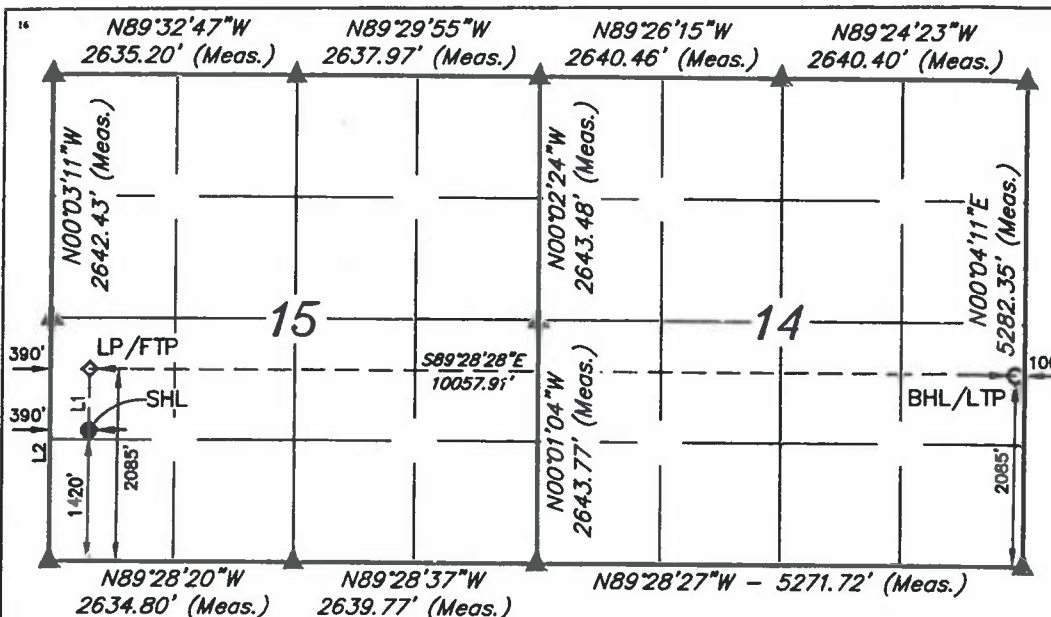 16
N89°32'47"W
2635.20' (Meas.)
N89°29'55"W
2637.97' (Meas.)
N89°26'15"W
2640.46' (Meas.)
N89°24'23"W
2640.40' (Meas.)
N00°03'11"W
2642.43' (Meas.)
N00°02'24"W
2643.48' (Meas.)
N00°04'11"E
5282.35' (Meas.)
15
14
390'
LP/FTP
S89°28'28"E
10057.91'
100
BHL/LTP
L1
SHL
390'
L2
1420'
2085'
N00°01'04"W
2643.77' (Meas.)
2085'
N89°28'20"W
2634.80' (Meas.)
N89°28'37"W
2639.77' (Meas.)
N89°28'27"W - 5271.72' (Meas.)